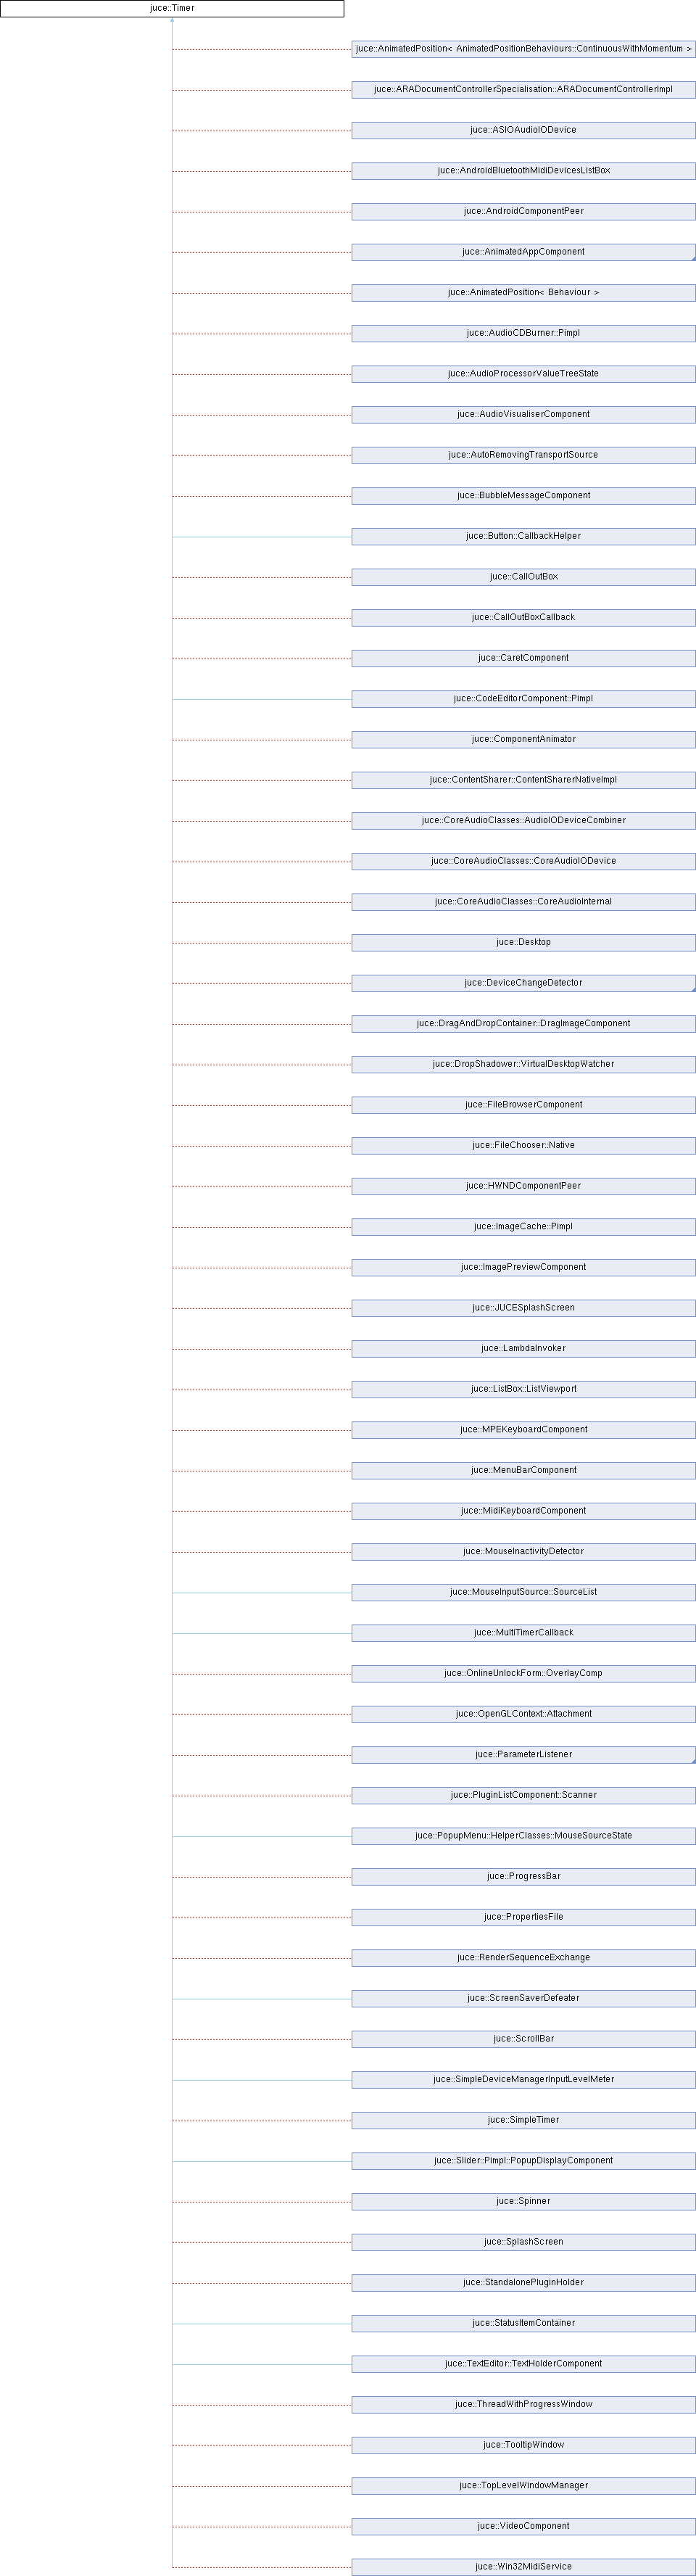 juce::Timer
juce::AnimatedPosition< AnimatedPositionBehaviours::ContinuousWithMomentum >
juce::ARADocumentControllerSpecialisation::ARADocumentControllerImpl
juce::ASIOAudioIODevice
juce::AndroidBluetoothMidiDevicesListBox
juce::AndroidComponentPeer
juce::AnimatedAppComponent
juce::AnimatedPosition< Behaviour >
juce::AudioCDBurner::Pimpl
juce::AudioProcessorValueTreeState
juce::AudioVisualiserComponent
juce::AutoRemovingTransportSource
juce::BubbleMessageComponent
juce::Button::CallbackHelper
juce::CallOutBox
juce::CallOutBoxCallback
juce::CaretComponent
juce::CodeEditorComponent::Pimpl
juce::ComponentAnimator
juce::ContentSharer::ContentSharerNativeImpl
juce::CoreAudioClasses::AudioIODeviceCombiner
juce::CoreAudioClasses::CoreAudioIODevice
juce::CoreAudioClasses::CoreAudioInternal
juce::Desktop
juce::DeviceChangeDetector
juce::DragAndDropContainer::DragImageComponent
juce::DropShadower::VirtualDesktopWatcher
juce::FileBrowserComponent
juce::FileChooser::Native
juce::HWNDComponentPeer
juce::ImageCache::Pimpl
juce::ImagePreviewComponent
juce::JUCESplashScreen
juce::LambdaInvoker
juce::ListBox::ListViewport
juce::MPEKeyboardComponent
juce::MenuBarComponent
juce::MidiKeyboardComponent
juce::MouseInactivityDetector
juce::MouseInputSource::SourceList
juce::MultiTimerCallback
juce::OnlineUnlockForm::OverlayComp
juce::OpenGLContext::Attachment
juce::ParameterListener
juce::PluginListComponent::Scanner
juce::PopupMenu::HelperClasses::MouseSourceState
juce::ProgressBar
juce::PropertiesFile
juce::RenderSequenceExchange
juce::ScreenSaverDefeater
juce::ScrollBar
juce::SimpleDeviceManagerInputLevelMeter
juce::SimpleTimer
juce::Slider::Pimpl::PopupDisplayComponent
juce::Spinner
juce::SplashScreen
juce::StandalonePluginHolder
juce::StatusItemContainer
juce::TextEditor::TextHolderComponent
juce::ThreadWithProgressWindow
juce::TooltipWindow
juce::TopLevelWindowManager
juce::VideoComponent
juce::Win32MidiService